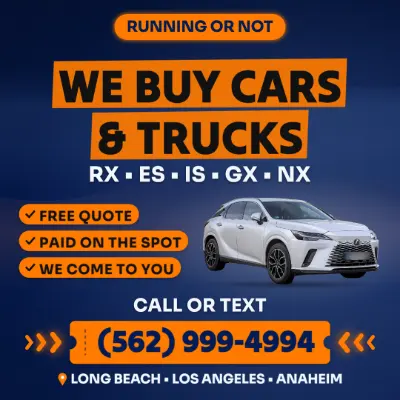 RUNNING OR NOT
WE BUY CARS
& TRUCKS
RX ▪ ES ▪ IS ▪ GX ▪ NX
FREE QUOTE
PAID ON THE SPOT
WE COME TO YOU
CALL OR TEXT
(562) 999-4994
LONG BEACH ▪ LOS ANGELES ▪ ANAHEIM